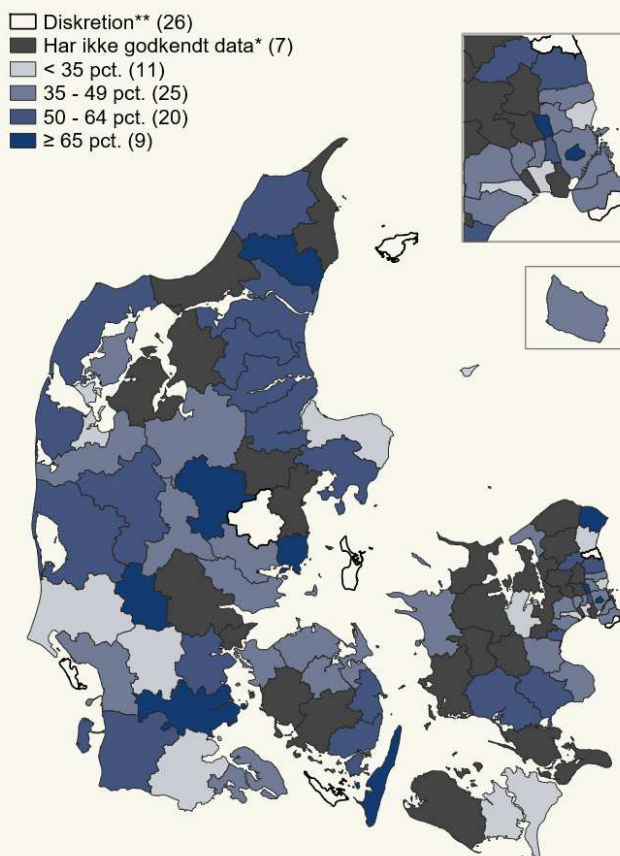 Diskretion** (26)
Har ikke godkendt data* (7)
< 35 pct. (11)
35 - 49 pct. (25)
50 - 64 pct. (20)
≥ 65 pct. (9)